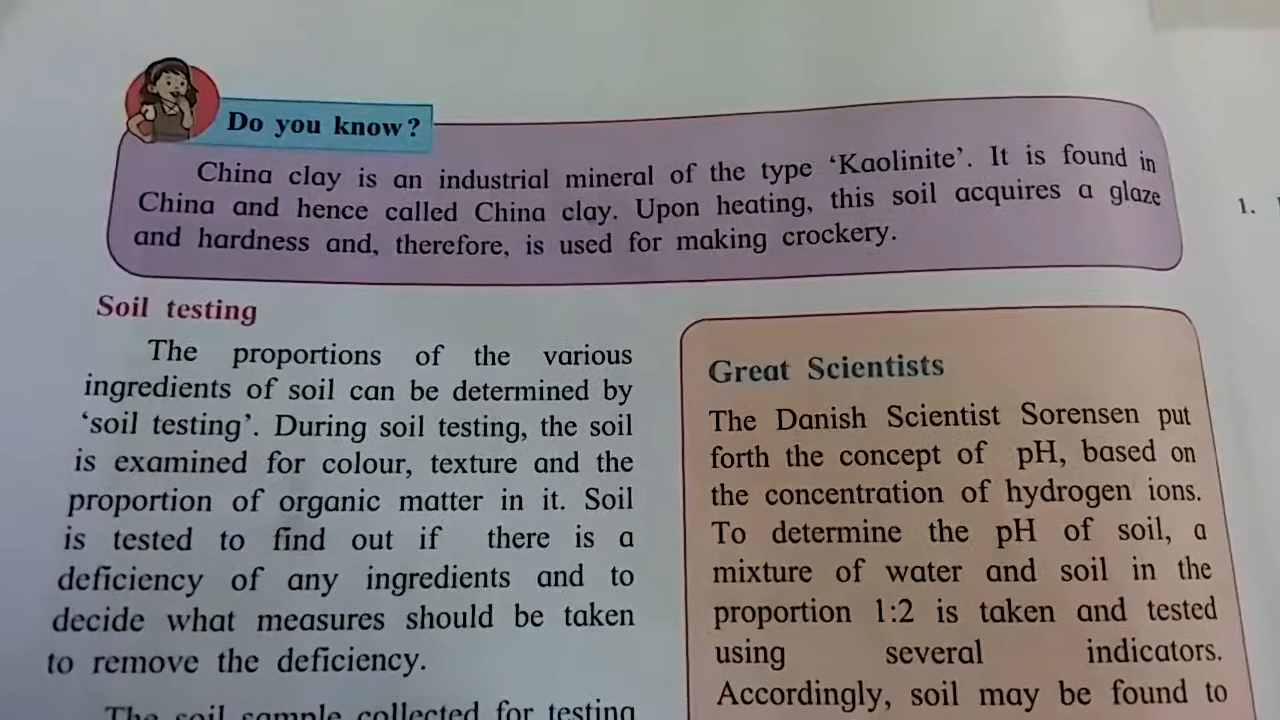 Do you know?
China clay is an industrial mineral of the type ‘Kaolinite’. It is found in
China and hence called China clay. Upon heating, this soil acquires a glaze
and hardness and, therefore, is used for making crockery.
Soil testing
The proportions of the various
ingredients of soil can be determined by
‘soil testing’. During soil testing, the soil
is examined for colour, texture and the
proportion of organic matter in it. Soil
is tested to find out if there is a
deficiency of any ingredients and to
decide what measures should be taken
to remove the deficiency.
The soil sample collected for testing
Great Scientists
The Danish Scientist Sorensen put
forth the concept of pH, based on
the concentration of hydrogen ions.
To determine the pH of soil, a
mixture of water and soil in the
proportion 1:2 is taken and tested
using several indicators.
Accordingly, soil may be found to
1.